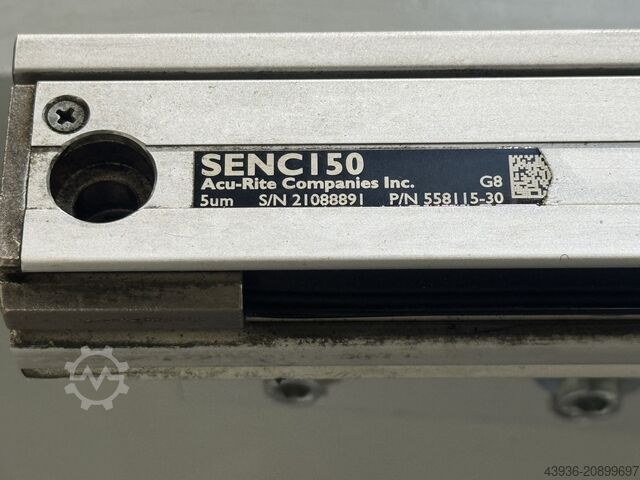 SENC150
Acu-Rite Companies Inc. G8
5um S/N 21088891 P/N 558115-30
43936-20899697